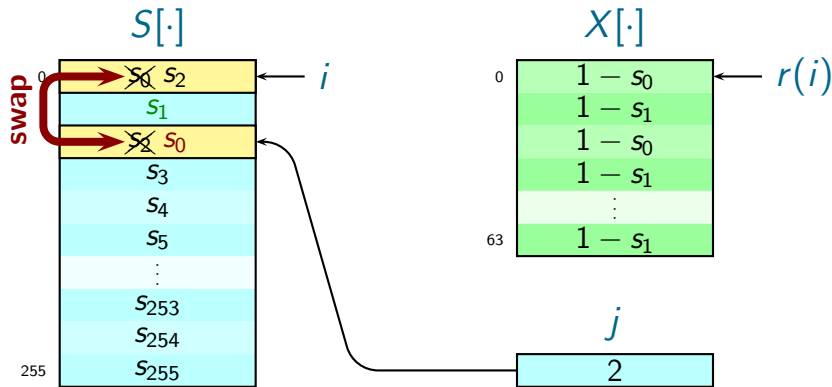 S[·]
X[·]
swap
0 s₀ s₂
i
s₁
s₂ s₀
s₃
s₄
s₅
⋮
s₂₅₃
s₂₅₄
255 s₂₅₅
0 1 − s₀
r(i)
1 − s₁
1 − s₀
1 − s₁
⋮
63 1 − s₁
j
2